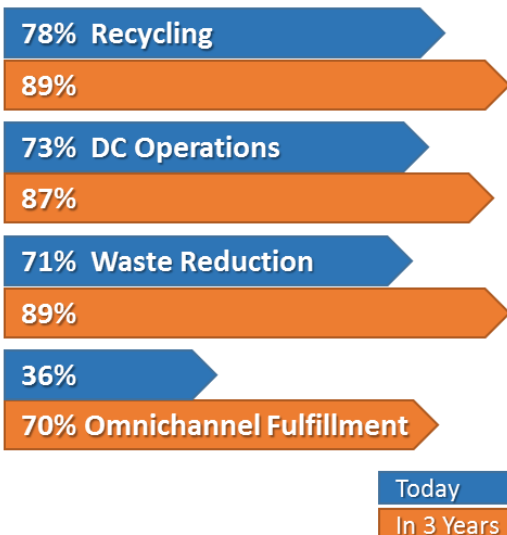 78% Recycling
89%
73% DC Operations
87%
71% Waste Reduction
89%
36%
70% Omnichannel Fulfillment
Today
In 3 Years